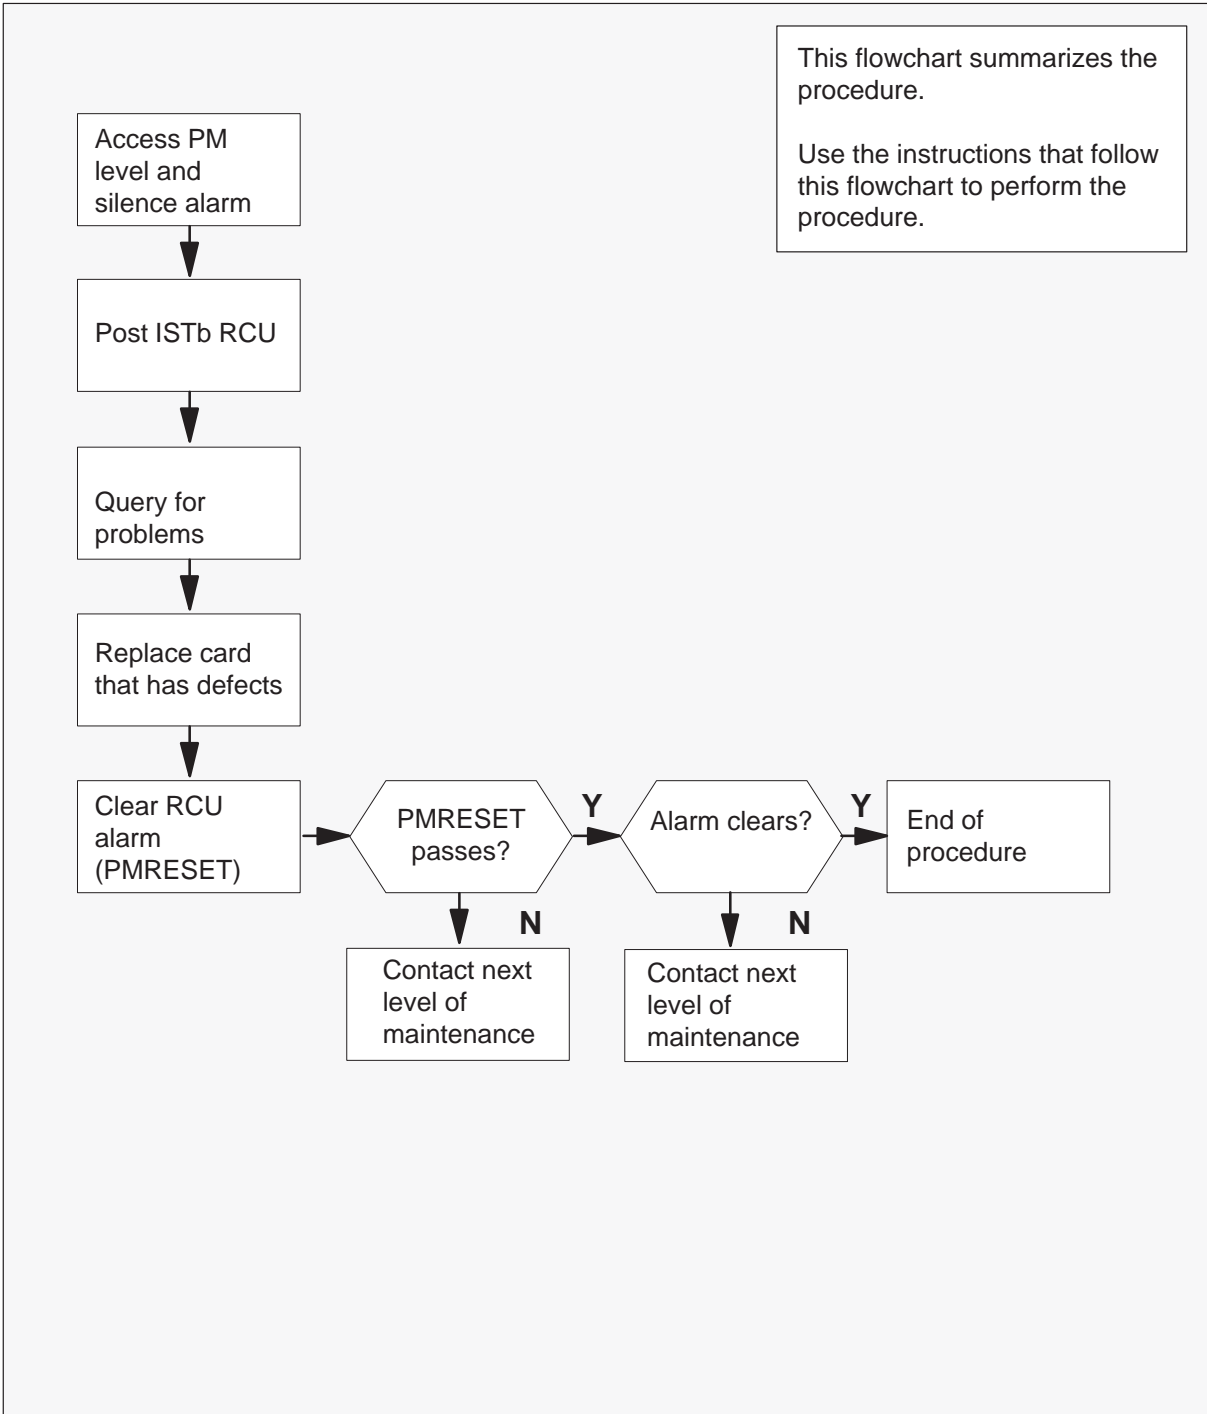 This flowchart summarizes the
procedure.
Use the instructions that follow
this flowchart to perform the
procedure.
Access PM
level and
silence alarm
Post ISTb RCU
Query for
problems
Replace card
that has defects
Clear RCU
alarm
(PMRESET)
PMRESET
passes?
Y
Alarm clears?
Y
End of
procedure
N
Contact next
level of
maintenance
N
Contact next
level of
maintenance